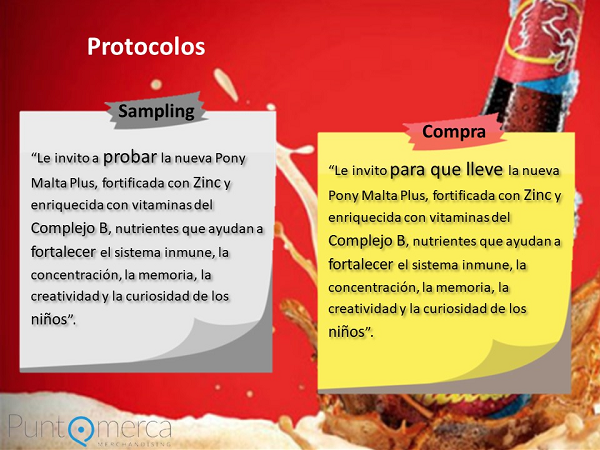 Protocolos
Sampling
“Le invito a probar la nueva Pony
Malta Plus, fortificada con Zinc y
enriquecida con vitaminas del
Complejo B, nutrientes que ayudan a
fortalecer el sistema inmune, la
concentración, la memoria, la
creatividad y la curiosidad de los
niños”.
Compra
“Le invito para que lleve la nueva
Pony Malta Plus, fortificada con Zinc y
enriquecida con vitaminas del
Complejo B, nutrientes que ayudan a
fortalecer el sistema inmune, la
concentración, la memoria, la
creatividad y la curiosidad de los
niños”.
Punt merca
MERCHANDISING